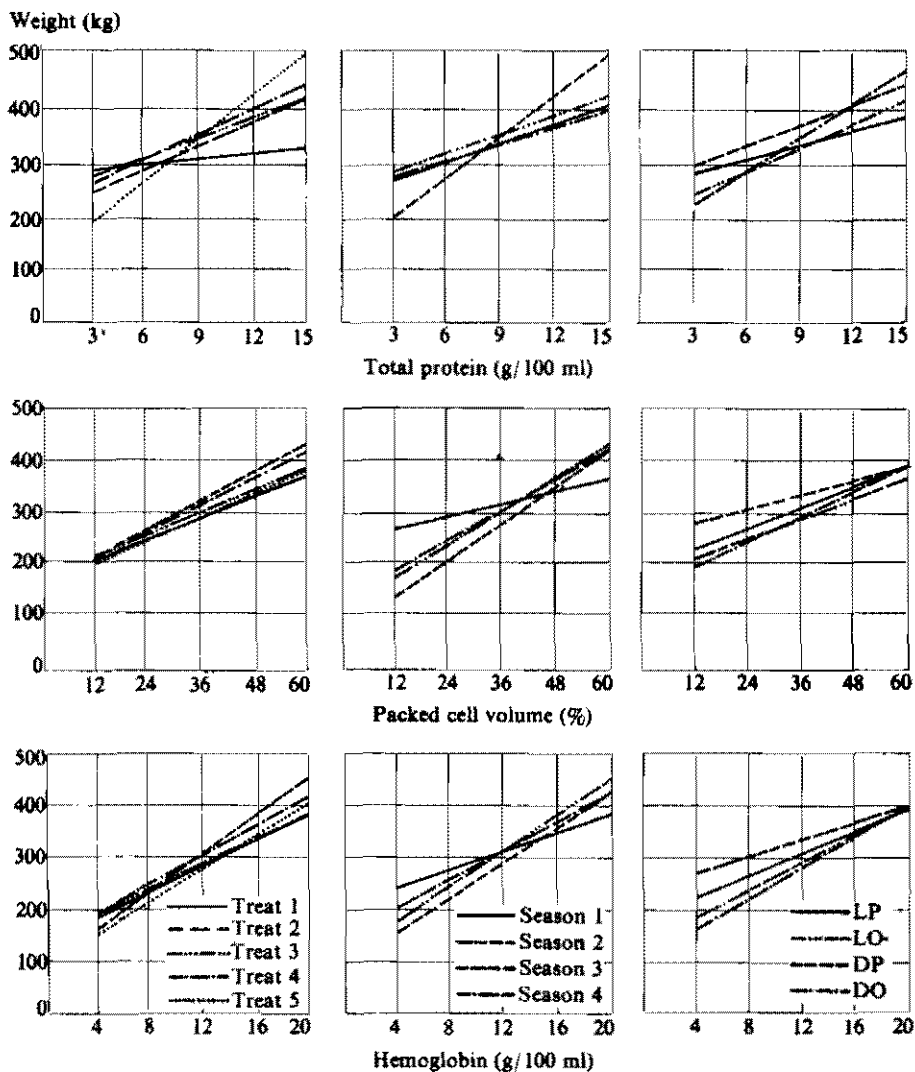 Weight (kg)
500
400
300
200
100
0
3 6 9 12 15 3 6 9 12 15 3 6 9 12 15
Total protein (g/100 ml)
500
400
300
200
100
0
12 24 36 48 60 12 24 36 48 60 12 24 36 48 60
Packed cell volume (%)
500
400
300
200
100
0
Treat 1
Treat 2
Treat 3
Treat 4
Treat 5
Season 1
Season 2
Season 3
Season 4
LP
LO
DP
DO
4 8 12 16 20 4 8 12 16 20 4 8 12 16 20
Hemoglobin (g/100 ml)